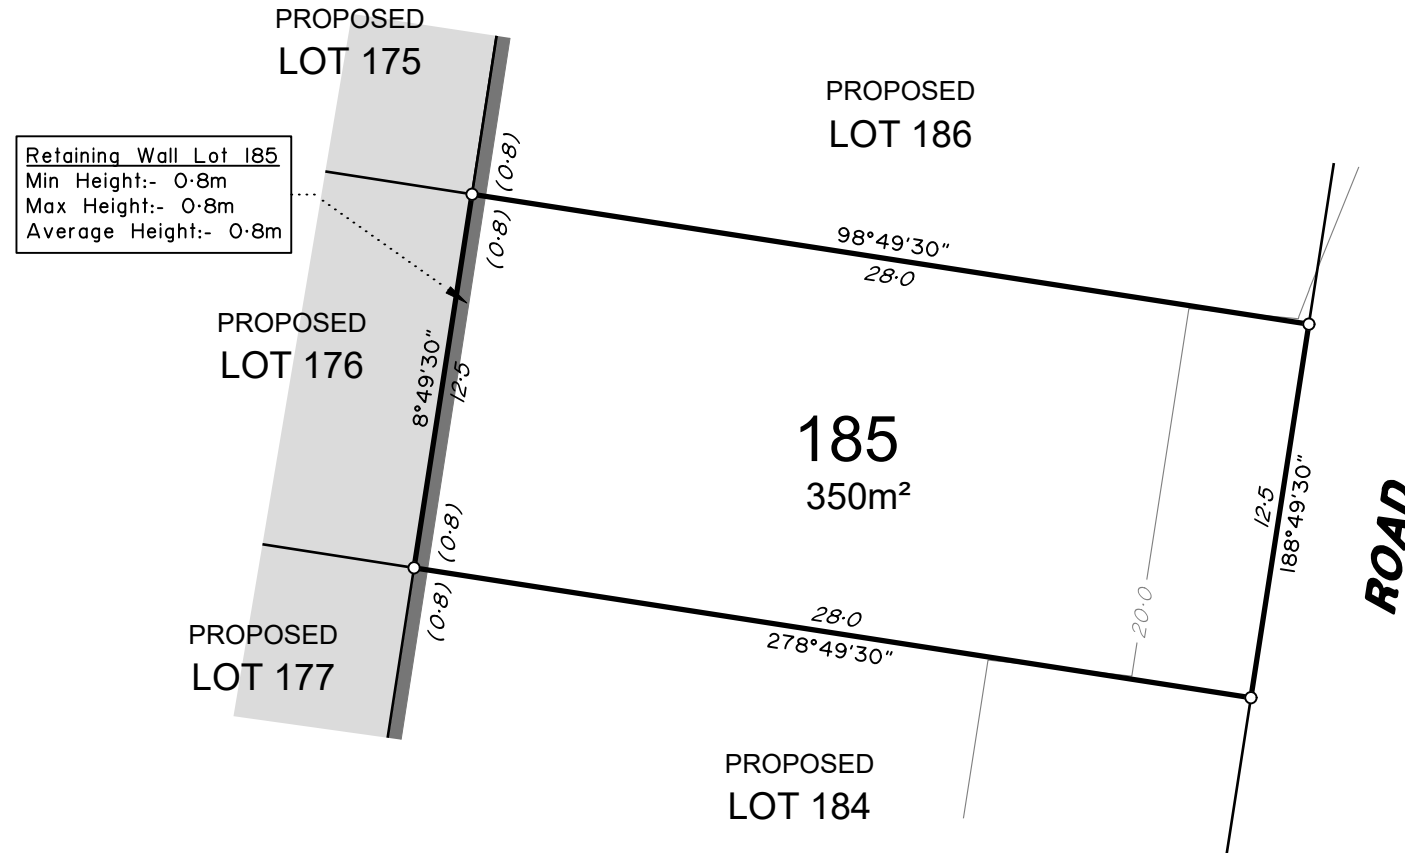 PROPOSED
LOT 175
PROPOSED
LOT 186
Retaining Wall Lot 185
Min Height:- 0·8m
Max Height:- 0·8m
Average Height:- 0·8m
(0·8)
(0·8)
98°49'30"
28·0
PROPOSED
LOT 176
8°49'30"
12·5
185
350m²
12·5
188°49'30"
ROAD
(0·8)
(0·8)
20·0
28·0
278°49'30"
PROPOSED
LOT 177
PROPOSED
LOT 184